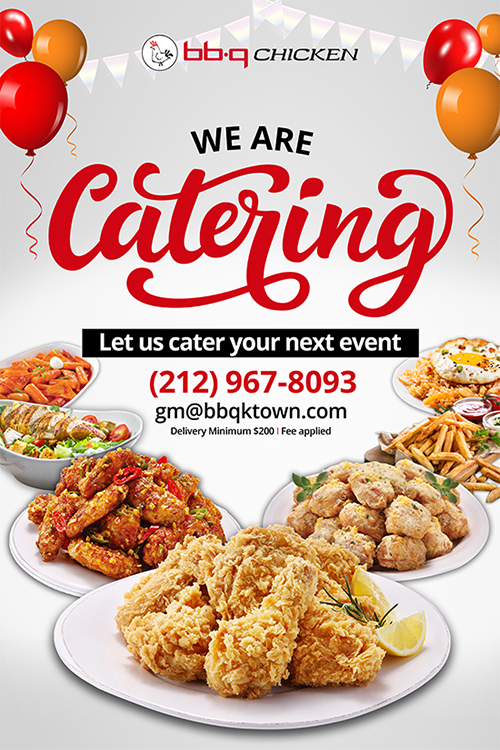 bb.q CHICKEN
WE ARE
Catering
Let us cater your next event
(212) 967-8093
gm@bbqktown.com
Delivery Minimum $200 | Fee applied